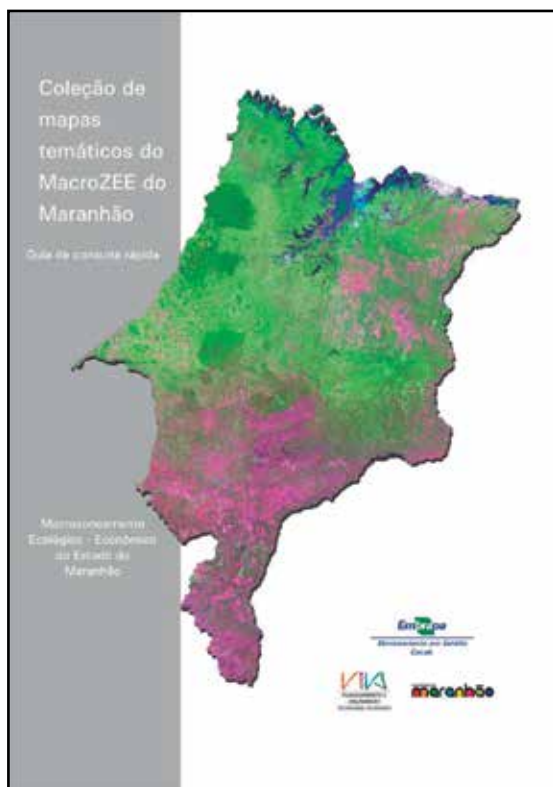 Coleção de
mapas
temáticos do
MacroZEE do
Maranhão
Guia de consulta rápida
Macrozoneamento
Ecológico - Econômico
do Estado do
Maranhão
Embrapa
Monitoramento por Satélite
maranhão